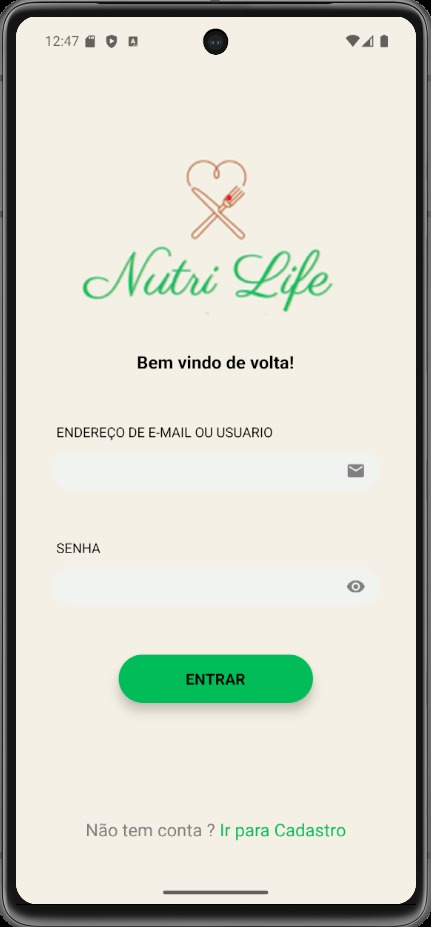 12:47
Nutri Life
Bem vindo de volta!
ENDEREÇO DE E-MAIL OU USUARIO
SENHA
ENTRAR
Não tem conta ? Ir para Cadastro